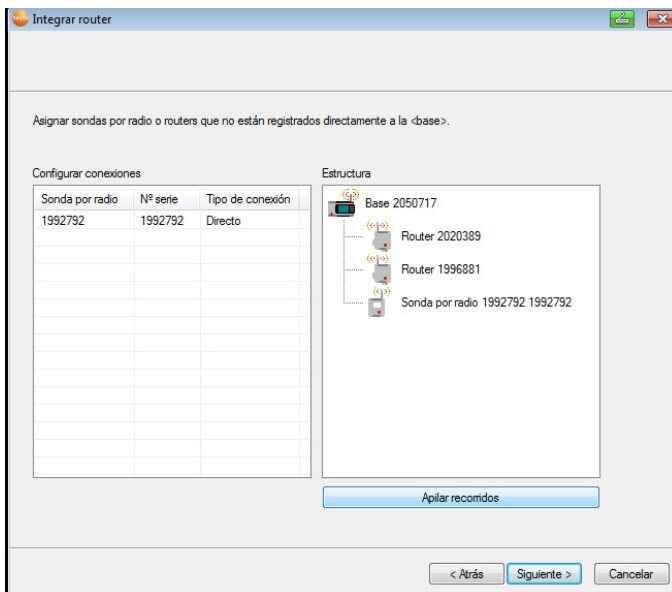 Integrar router
Asignar sondas por radio o routers que no están registrados directamente a la <base>.
Configurar conexiones
Sonda por radio Nº serie Tipo de conexión
1992792 1992792 Directo
Estructura
Base 2050717
Router 2020389
Router 1996881
Sonda por radio 1992792 1992792
Apilar recorridos
< Atrás Siguiente > Cancelar